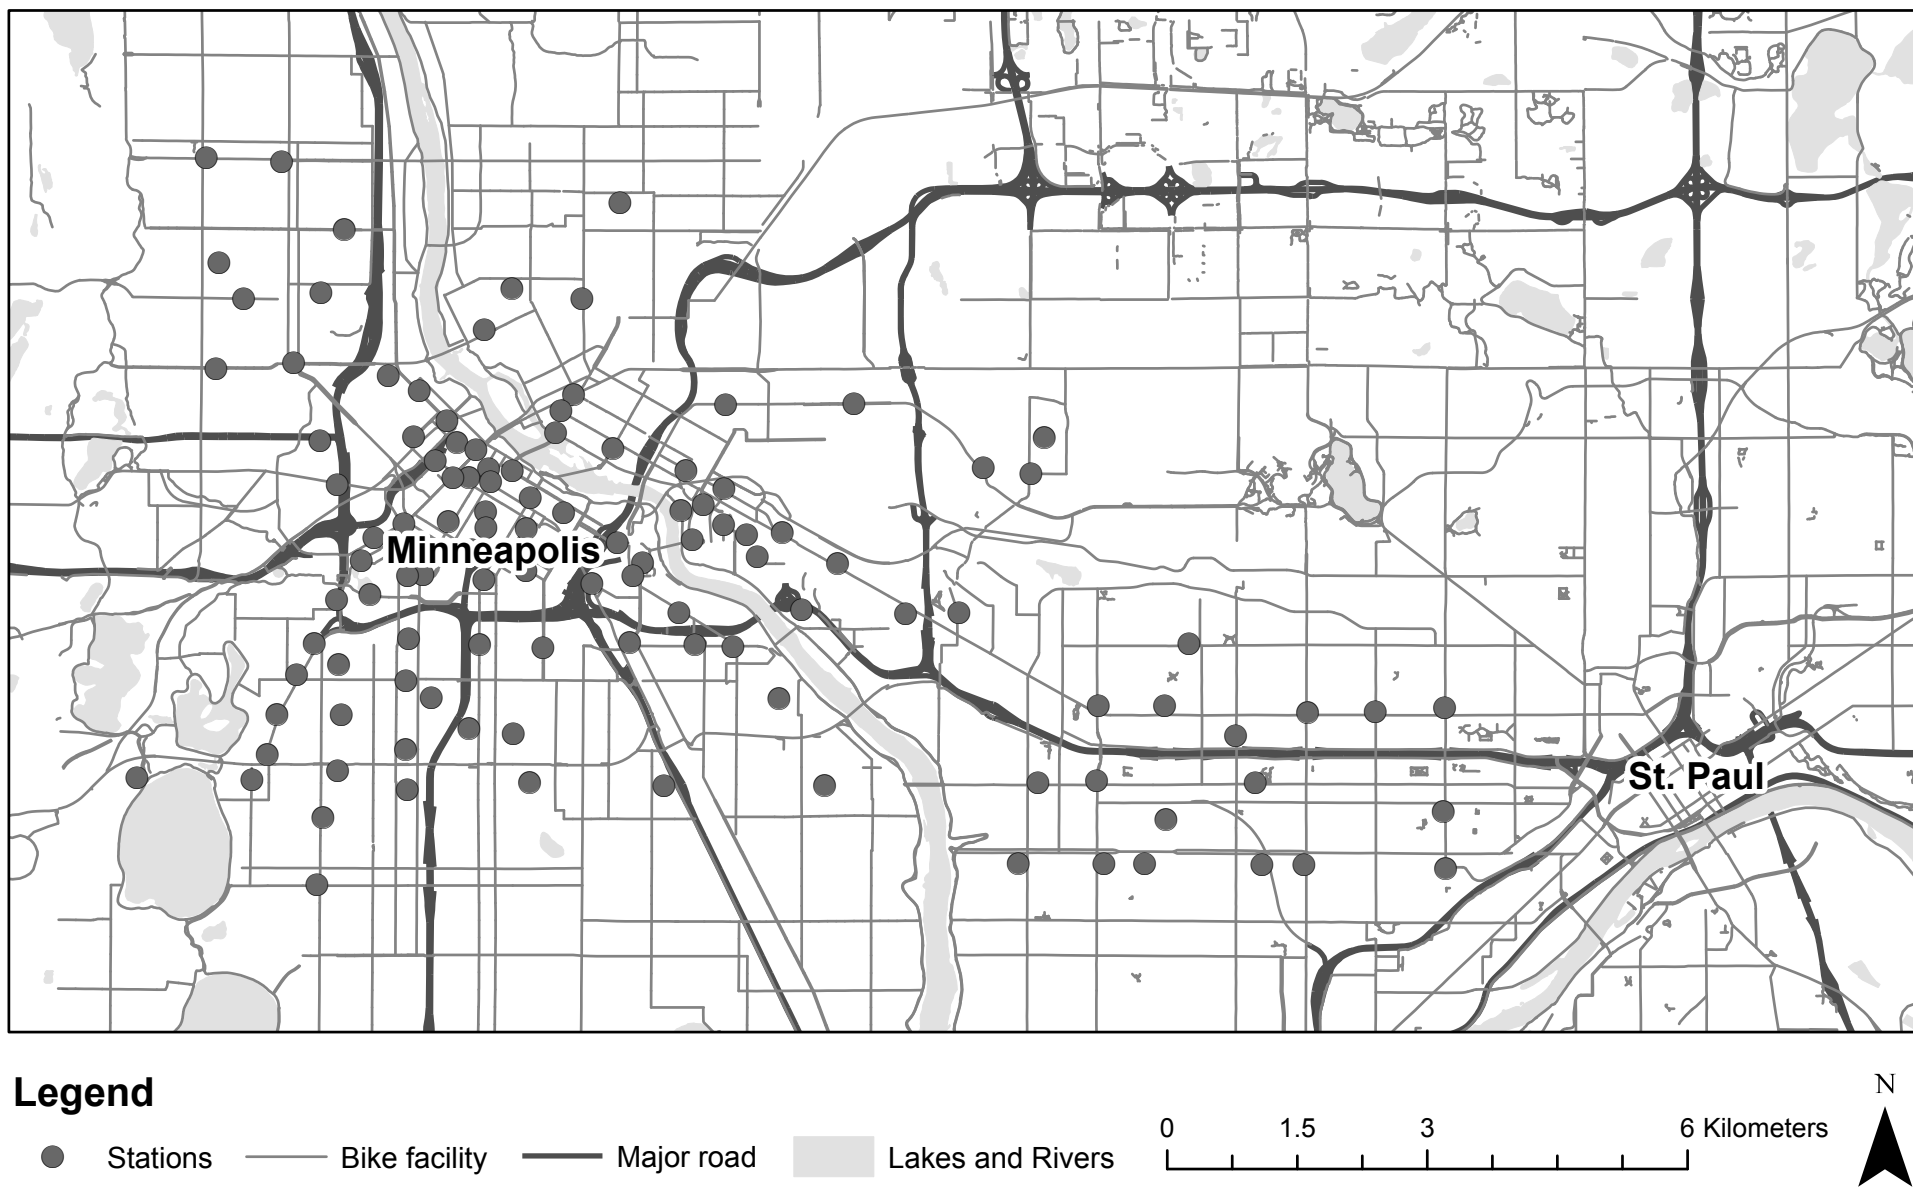 Minneapolis
St. Paul
Legend
N
0 1.5 3 6 Kilometers
Stations Bike facility Major road Lakes and Rivers